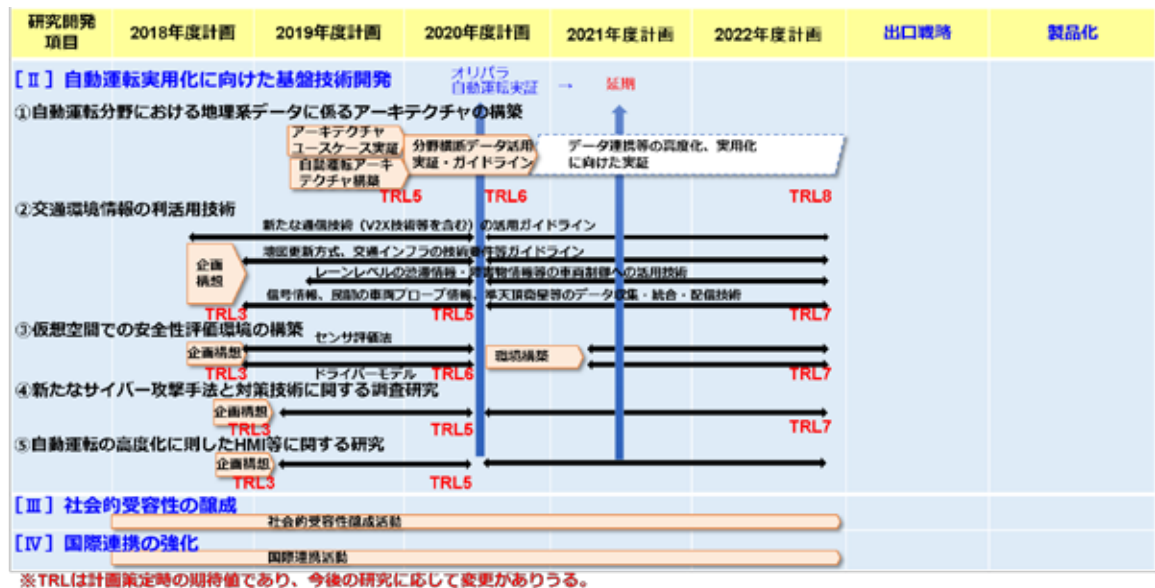 研究開発
項目
2018年度計画
2019年度計画
2020年度計画
2021年度計画
2022年度計画
出口戦略
製品化
[Ⅱ] 自動運転実用化に向けた基盤技術開発
オリパラ
自動運転実証
→
延期
①自動運転分野における地理系データに係るアーキテクチャの構築
アーキテクチャ
ユースケース実証
自動運転アーキ
テクチャ構築
分野横断データ活用
実証・ガイドライン
データ連携等の高度化、実用化
に向けた実証
TRL5
TRL6
TRL8
②交通環境情報の利活用技術
新たな通信技術(V2X技術等を含む)の活用ガイドライン
企画
構想
地図更新方式、交通インフラの技術要件等ガイドライン
レーンレベルの渋滞情報・障害物情報等の車両制御への活用技術
信号情報、民間の車両プローブ情報、準天頂衛星等のデータ収集・統合・配信技術
TRL3
TRL5
TRL7
③仮想空間での安全性評価環境の構築
センサ評価法
企画構想
環境構築
TRL3
ドライバーモデル
TRL6
TRL7
④新たなサイバー攻撃手法と対策技術に関する調査研究
企画構想
TRL3
TRL5
TRL7
⑤自動運転の高度化に則したHMI等に関する研究
企画構想
TRL3
TRL5
[Ⅲ] 社会的受容性の醸成
社会的受容性醸成活動
[Ⅳ] 国際連携の強化
国際連携活動
※TRLは計画策定時の期待値であり、今後の研究に応じて変更がありうる。